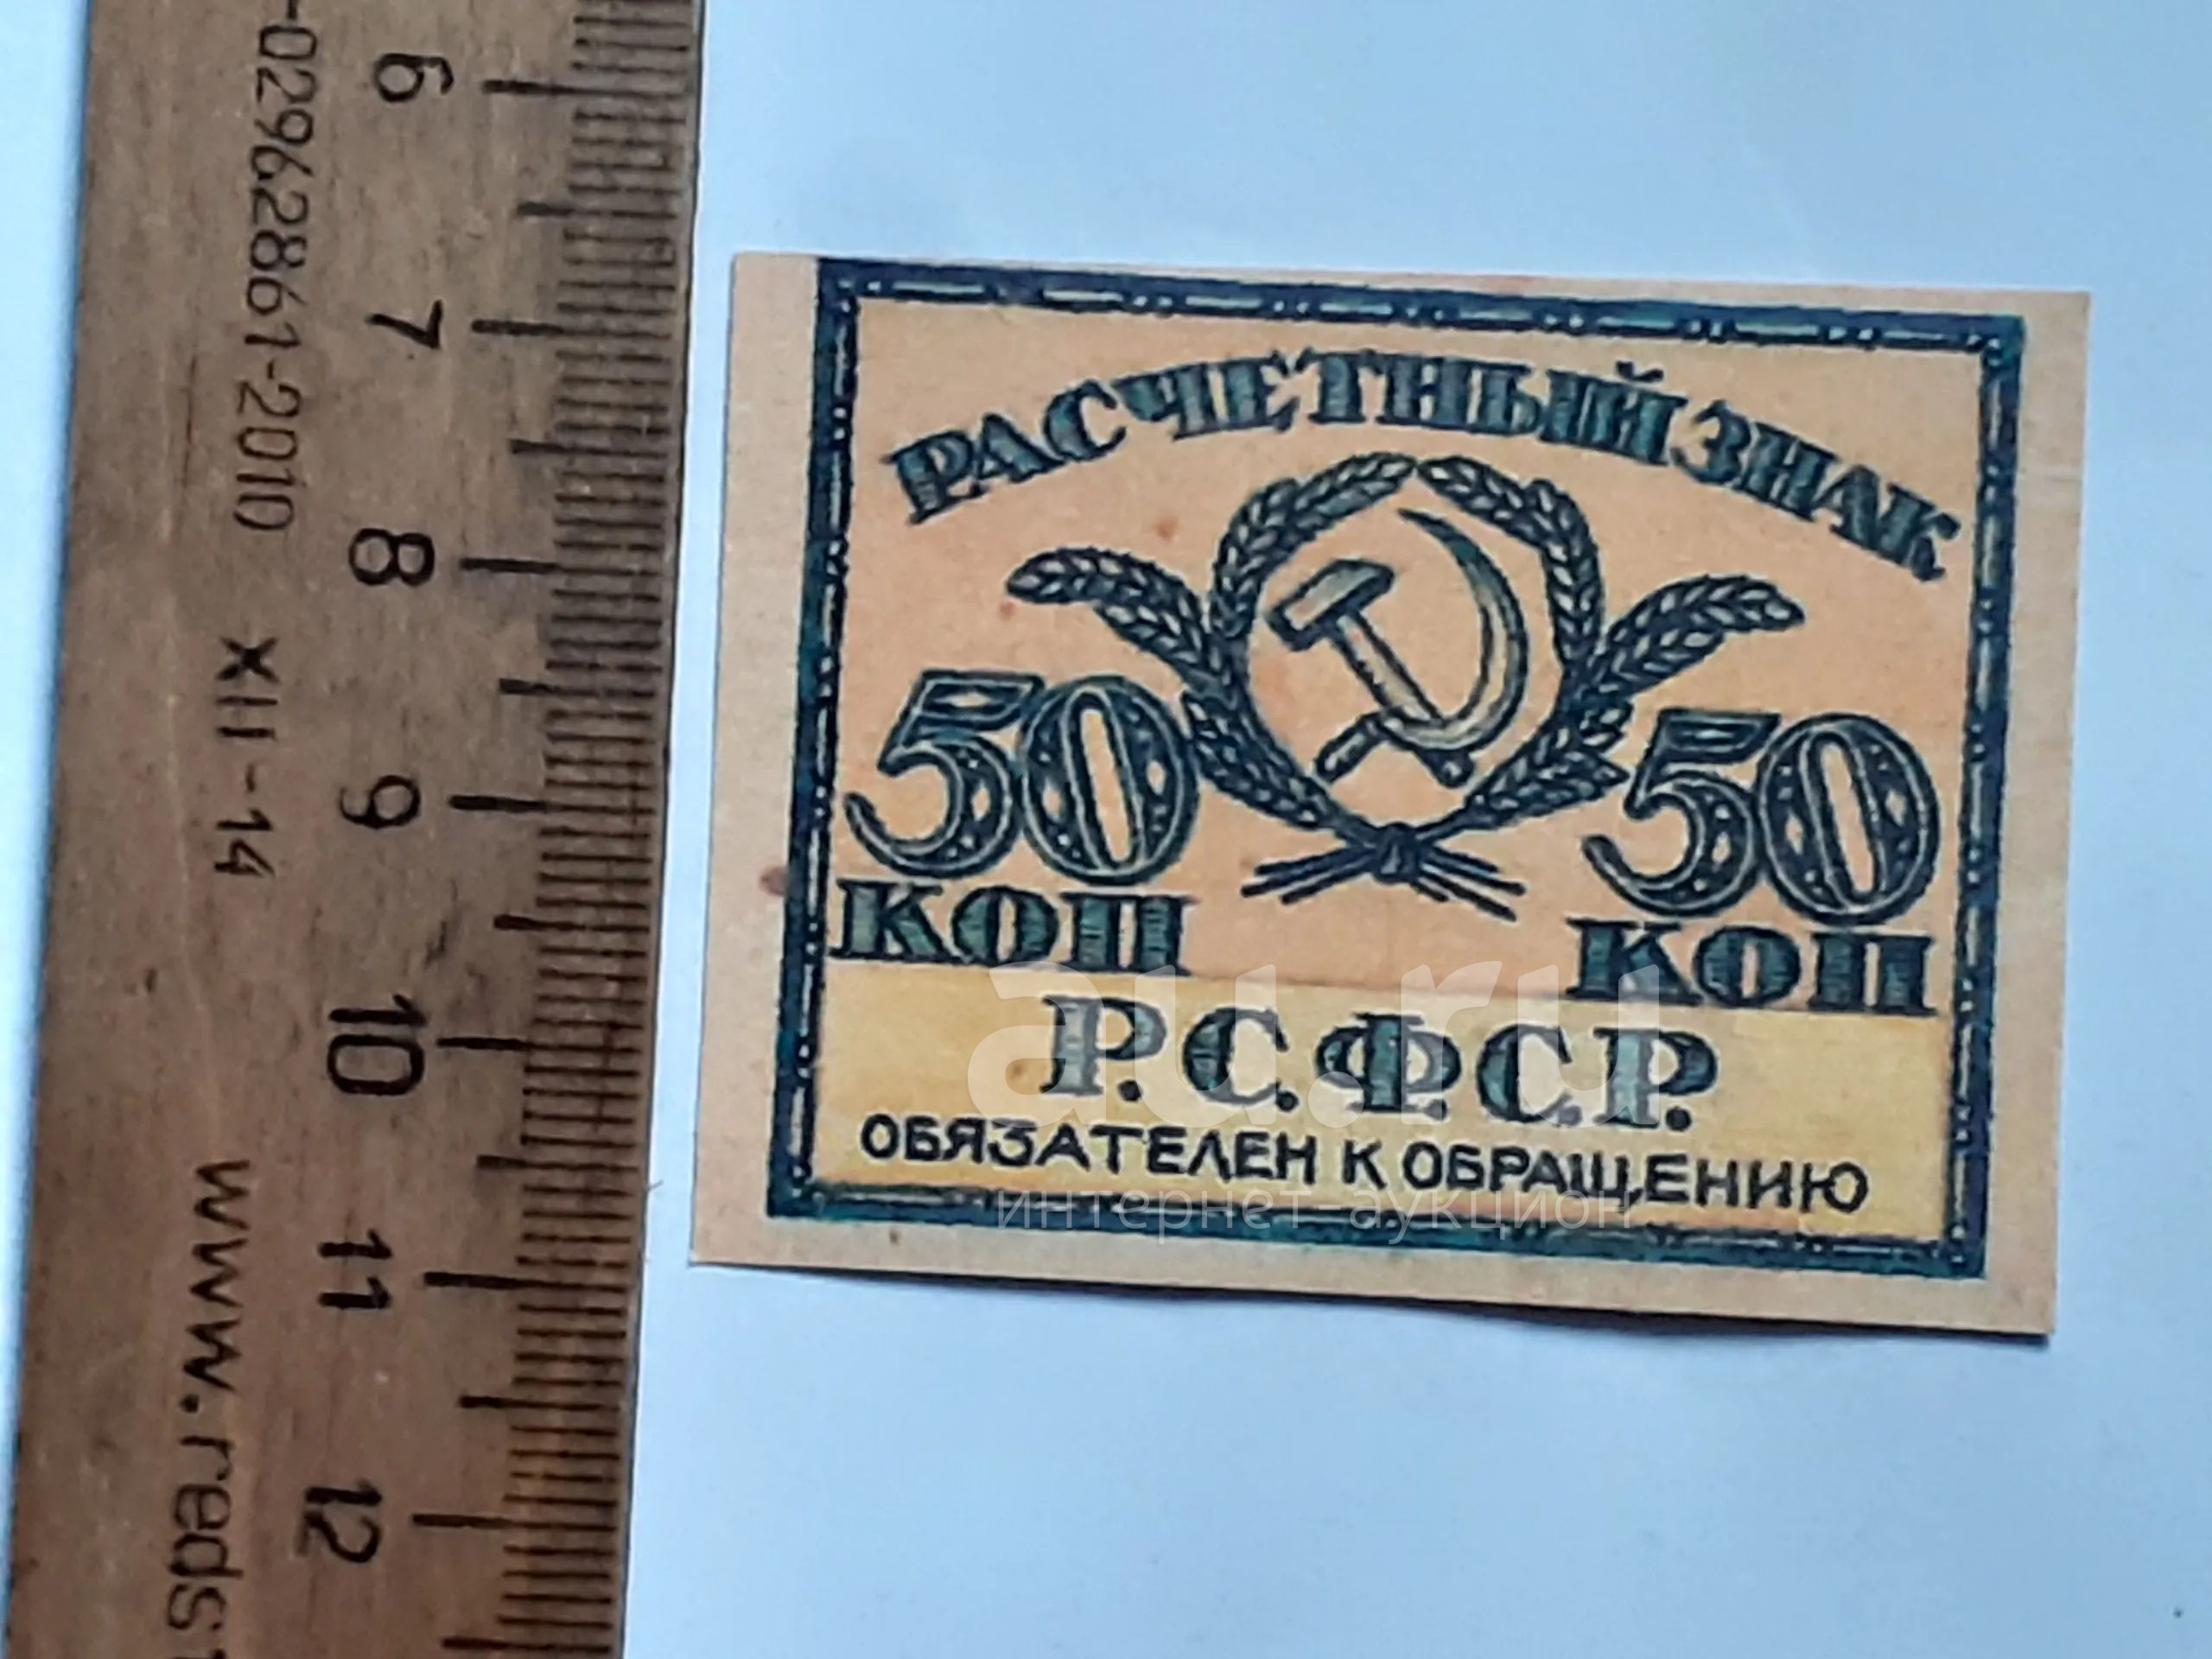 -02962861-2010 XII-14 www.reds
6
7
8
9
10
11
12
РАСЧЕТНЫЙ ЗНАК
50 50
КОП КОП
Р.С.Ф.С.Р.
ОБЯЗАТЕЛЕН К ОБРАЩЕНИЮ
au.ru
интернет-аукцион